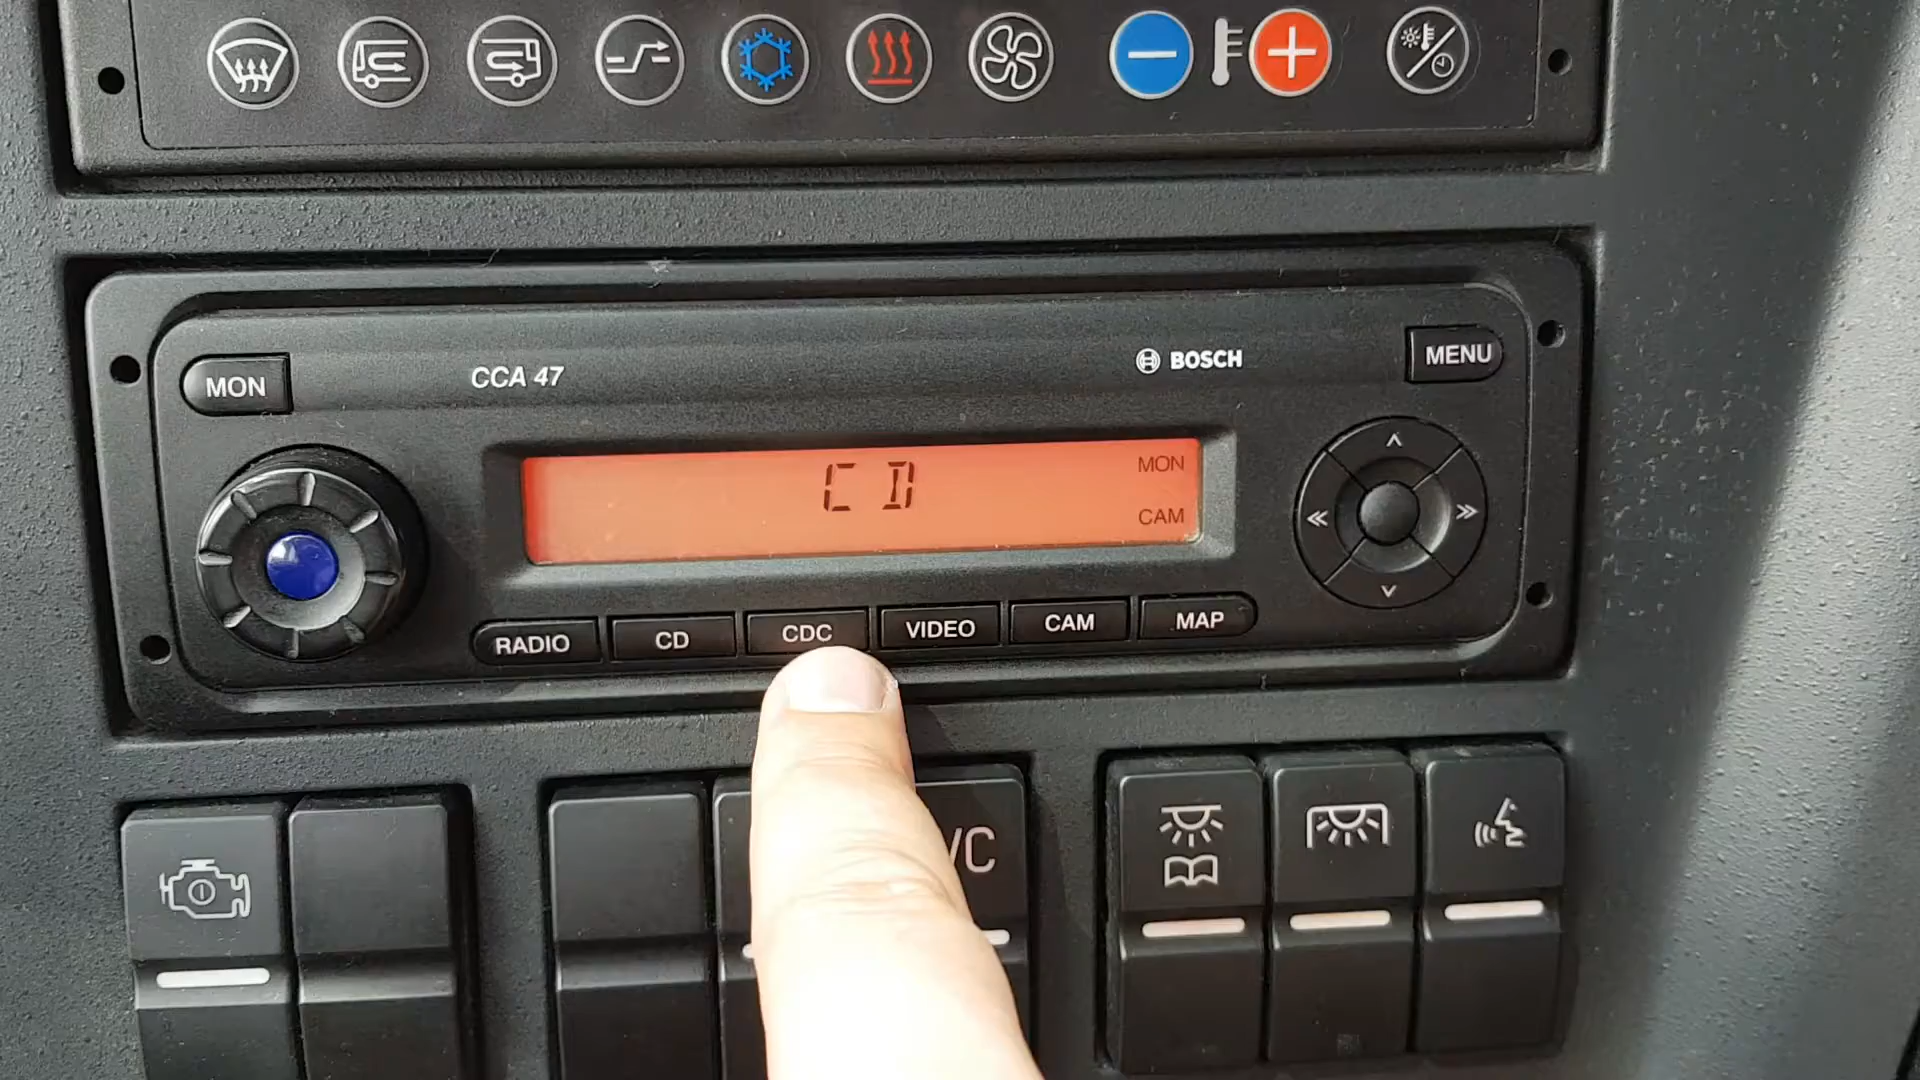 MON
CCA 47
BOSCH
MENU
CD
MON
CAM
RADIO
CD
CDC
VIDEO
CAM
MAP
/C